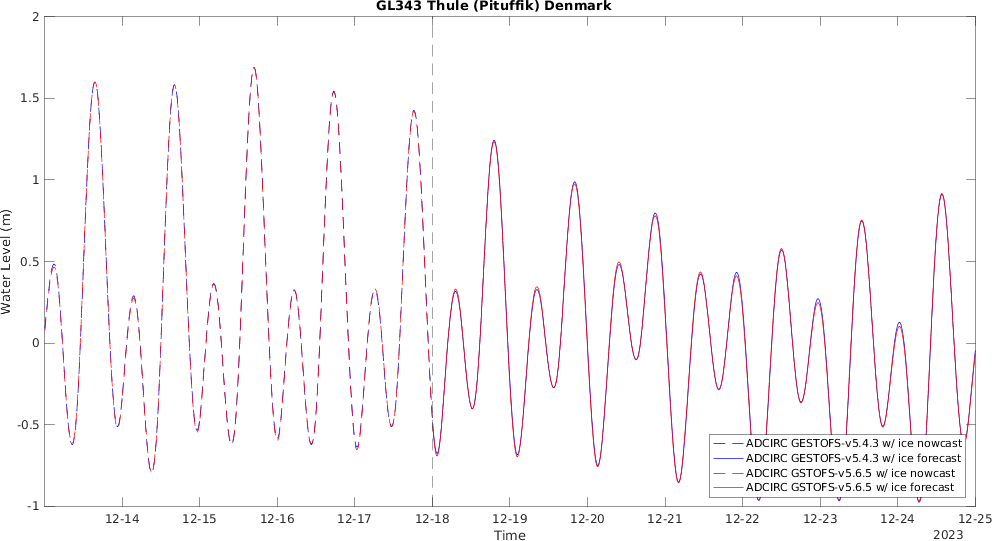 GL343 Thule (Pituffik) Denmark
2
1.5
1
0.5
0
-0.5
-1
Water Level (m)
ADCIRC GESTOFS-v5.4.3 w/ ice nowcast
ADCIRC GESTOFS-v5.4.3 w/ ice forecast
ADCIRC GSTOFS-v5.6.5 w/ ice nowcast
ADCIRC GSTOFS-v5.6.5 w/ ice forecast
12-14 12-15 12-16 12-17 12-18 12-19 12-20 12-21 12-22 12-23 12-24 12-25
Time
2023